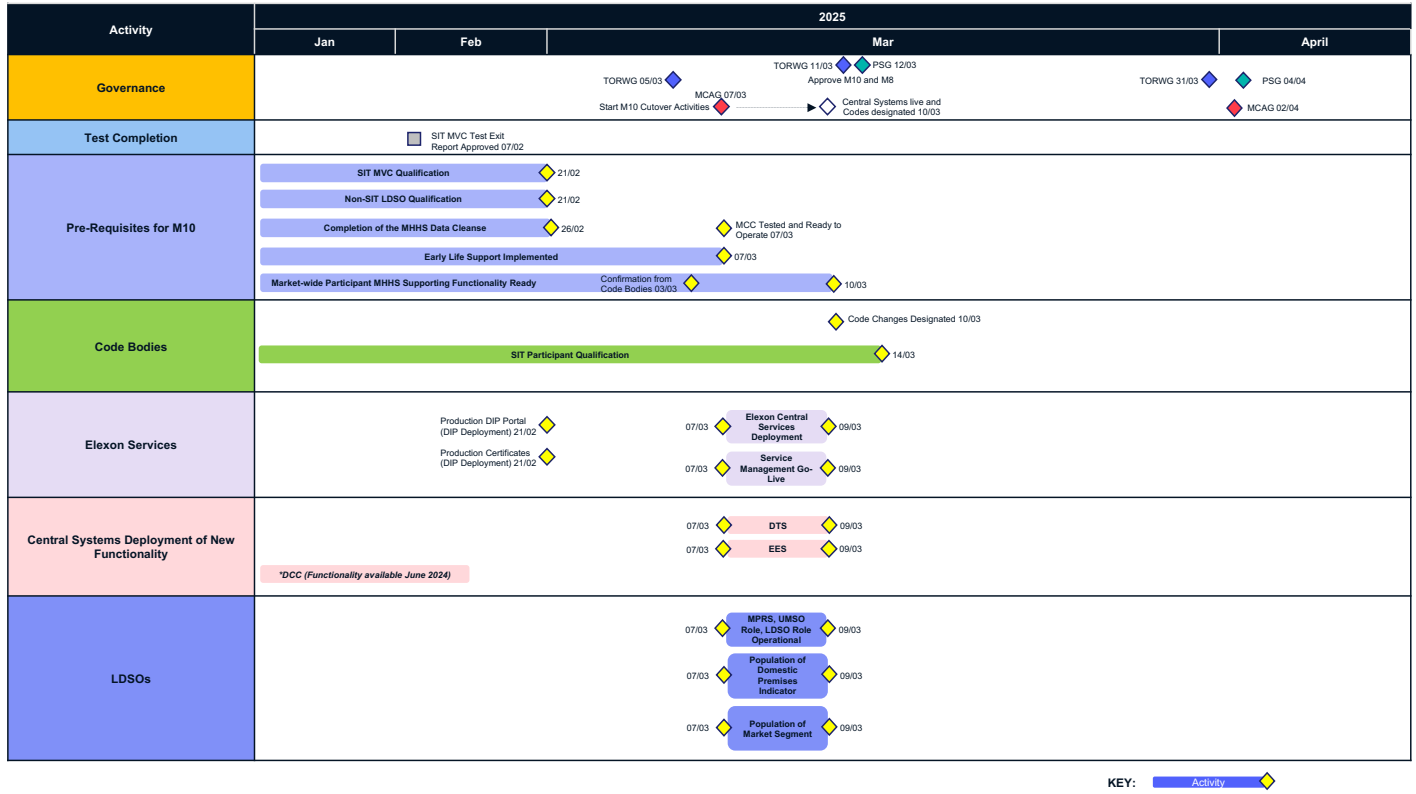 Activity
2025
Jan
Feb
Mar
April
Governance
TORWG 05/03
TORWG 11/03
PSG 12/03
Approve M10 and M8
MCAG 07/03
Start M10 Cutover Activities
Central Systems live and
Codes designated 10/03
TORWG 31/03
PSG 04/04
MCAG 02/04
Test Completion
SIT MVC Test Exit
Report Approved 07/02
Pre-Requisites for M10
SIT MVC Qualification
21/02
Non-SIT LDSO Qualification
21/02
Completion of the MHHS Data Cleanse
26/02
MCC Tested and Ready to
Operate 07/03
Early Life Support Implemented
07/03
Market-wide Participant MHHS Supporting Functionality Ready
Confirmation from
Code Bodies 03/03
10/03
Code Bodies
Code Changes Designated 10/03
SIT Participant Qualification
14/03
Elexon Services
Production DIP Portal
(DIP Deployment) 21/02
Production Certificates
(DIP Deployment) 21/02
07/03
Elexon Central
Services
Deployment
09/03
07/03
Service
Management Go-
Live
09/03
Central Systems Deployment of New
Functionality
07/03
DTS
09/03
07/03
EES
09/03
*DCC (Functionality available June 2024)
LDSOs
07/03
MPRS, UMSO
Role, LDSO Role
Operational
09/03
07/03
Population of
Domestic
Premises
Indicator
09/03
07/03
Population of
Market Segment
09/03
KEY:
Activity